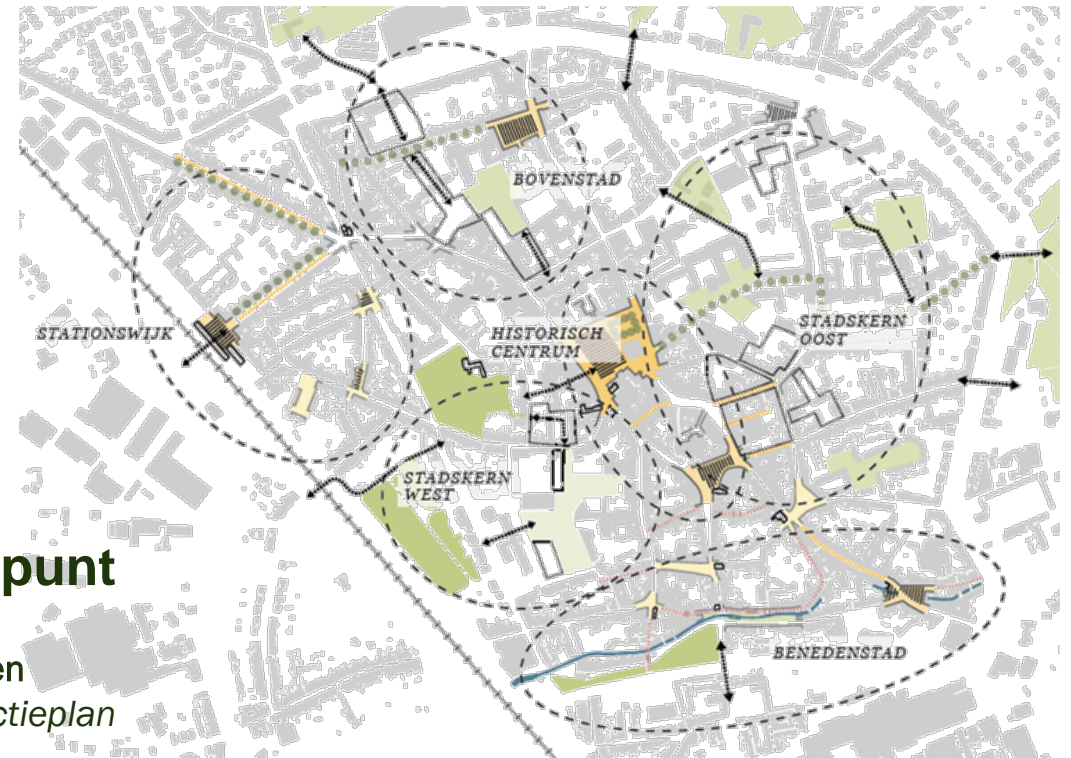 BOVENSTAD
STATIONSWIJK
HISTORISCH
CENTRUM
STADSKERN
OOST
STADSKERN
WEST
punt
en
ctieplan
BENEDENSTAD